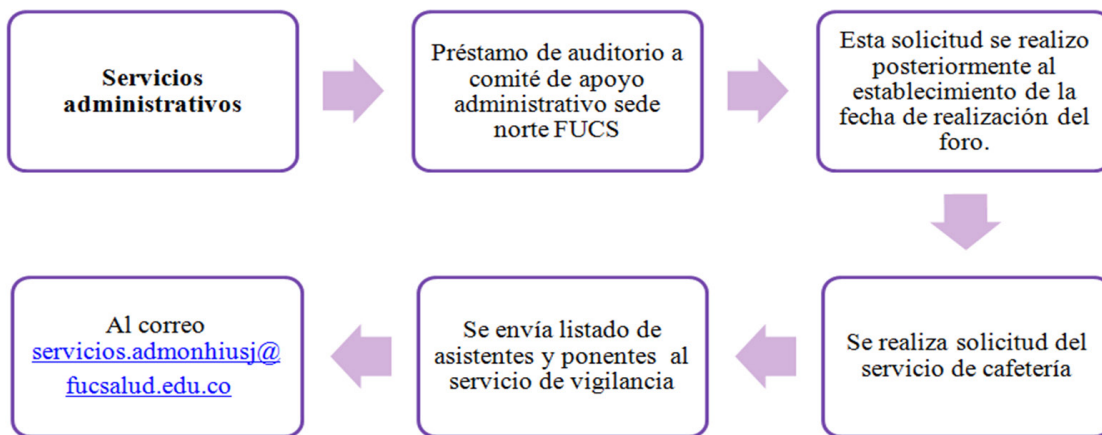 Servicios
administrativos
Préstamo de auditorio a
comité de apoyo
administrativo sede
norte FUCS
Esta solicitud se realizo
posteriormente al
establecimiento de la
fecha de realización del
foro.
Se realiza solicitud del
servicio de cafetería
Se envía listado de
asistentes y ponentes al
servicio de vigilancia
Al correo
servicios.admonhiusj@
fucsalud.edu.co